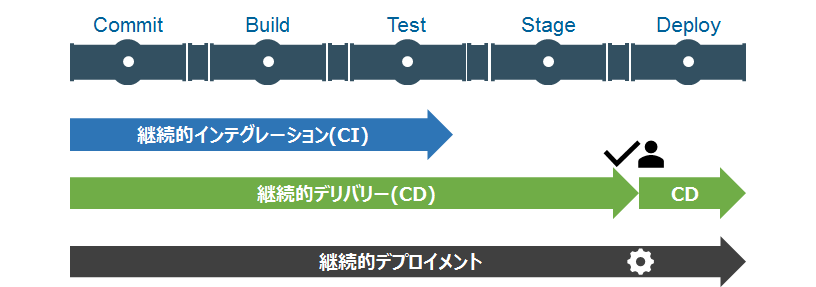 Commit
Build
Test
Stage
Deploy
継続的インテグレーション(CI)
継続的デリバリー(CD)
CD
継続的デプロイメント